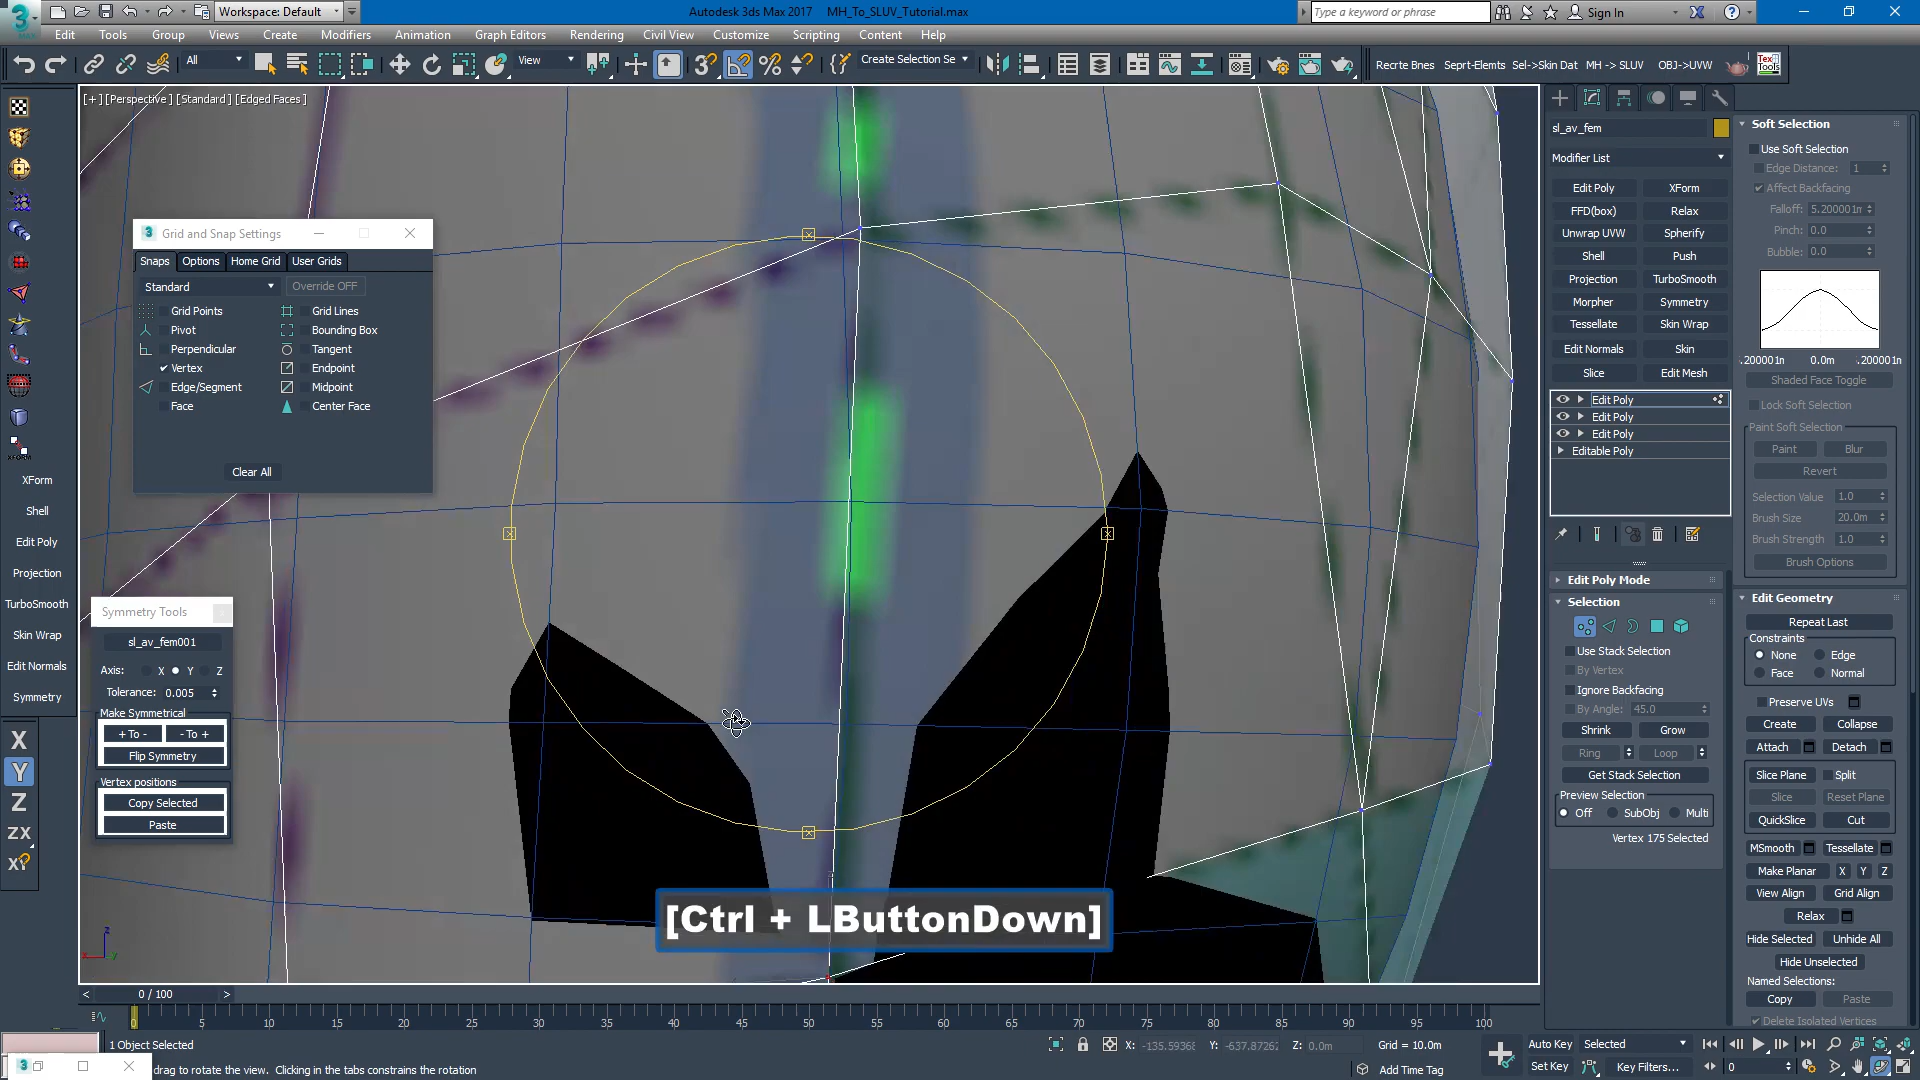 Workspace: Default
Autodesk 3ds Max 2017
MH_To_SLUV_Tutorial.max
Type a keyword or phrase
Sign In
Edit Tools Group Views Create Modifiers Animation Graph Editors Rendering Civil View Customize Scripting Content Help
All
View
Create Selection Se
Recrte Bnes Seprt-Elemts Sel->Skin Dat MH -> SLUV OBJ->UVW
[+] [Perspective] [Standard] [Edged Faces]
Grid and Snap Settings
Snaps Options Home Grid User Grids
Standard
Override OFF
Grid Points
Grid Lines
Pivot
Bounding Box
Perpendicular
Tangent
Vertex
Endpoint
Edge/Segment
Midpoint
Face
Center Face
Clear All
XForm
Shell
Edit Poly
Projection
TurboSmooth
Skin Wrap
Edit Normals
Symmetry
X
Y
Z
ZX
XY
Symmetry Tools
sl_av_fem001
Axis: X Y Z
Tolerance: 0.005
Make Symmetrical
+ To -
- To +
Flip Symmetry
Vertex positions
Copy Selected
Paste
[Ctrl + LButtonDown]
sl_av_fem
Modifier List
Edit Poly
XForm
FFD(box)
Relax
Unwrap UVW
Spherify
Shell
Push
Projection
TurboSmooth
Morpher
Symmetry
Tessellate
Skin Wrap
Edit Normals
Skin
Slice
Edit Mesh
Edit Poly
Edit Poly
Edit Poly
Editable Poly
Edit Poly Mode
Selection
Use Stack Selection
By Vertex
Ignore Backfacing
By Angle: 45.0
Shrink
Grow
Ring
Loop
Get Stack Selection
Preview Selection
Off SubObj Multi
Vertex 175 Selected
Soft Selection
Use Soft Selection
Edge Distance: 1
Affect Backfacing
Falloff: 5.200001m
Pinch: 0.0
Bubble: 0.0
.200001m 0.0m .200001m
Shaded Face Toggle
Lock Soft Selection
Paint Soft Selection
Paint
Blur
Revert
Selection Value 1.0
Brush Size 20.0m
Brush Strength 1.0
Brush Options
Edit Geometry
Repeat Last
Constraints
None Edge
Face Normal
Preserve UVs
Create
Collapse
Attach
Detach
Slice Plane
Split
Slice
Reset Plane
QuickSlice
Cut
MSmooth
Tessellate
Make Planar X Y Z
View Align
Grid Align
Relax
Hide Selected
Unhide All
Hide Unselected
Named Selections:
Copy
Paste
Delete Isolated Vertices
< 0 / 100 >
0 5 10 15 20 25 30 35 40 45 50 55 60 65 70 75 80 85 90 95 100
1 Object Selected
X: -135.59368 Y: -637.87262 Z: 0.0m Grid = 10.0m
Auto Key
Selected
drag to rotate the view. Clicking in the tabs constrains the rotation
Add Time Tag
Set Key
Key Filters...
0